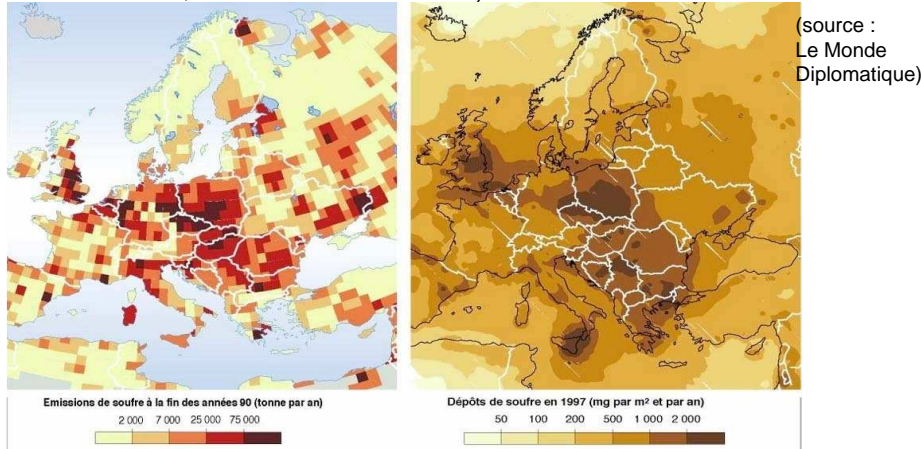 (source :
Le Monde
Diplomatique)
Emissions de soufre à la fin des années 90 (tonne par an)
2 000 7 000 25 000 75 000
Dépôts de soufre en 1997 (mg par m² et par an)
50 100 200 500 1 000 2 000